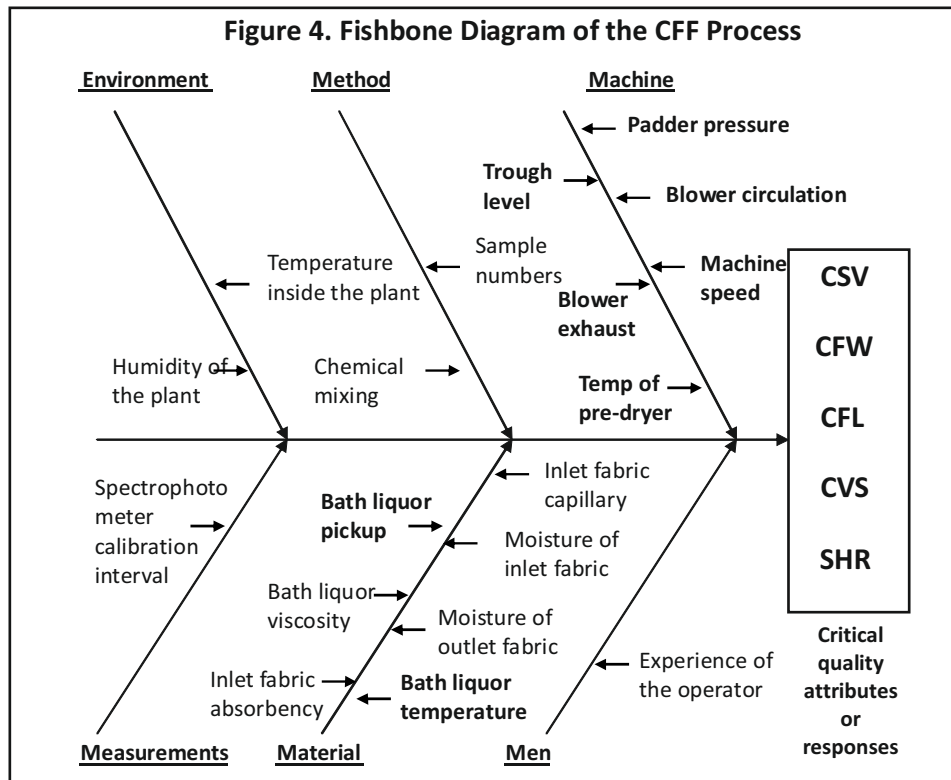 Figure 4. Fishbone Diagram of the CFF Process
Environment
Method
Machine
Padder pressure
Trough
level
Blower circulation
Temperature
inside the plant
Sample
numbers
Machine
speed
Blower
exhaust
Humidity of
the plant
Chemical
mixing
Temp of
pre-dryer
CSV
CFW
CFL
CVS
SHR
Critical
quality
attributes
or
responses
Spectrophoto
meter
calibration
interval
Inlet fabric
capillary
Bath liquor
pickup
Moisture of
inlet fabric
Bath liquor
viscosity
Moisture of
outlet fabric
Inlet fabric
absorbency
Bath liquor
temperature
Experience of
the operator
Measurements
Material
Men